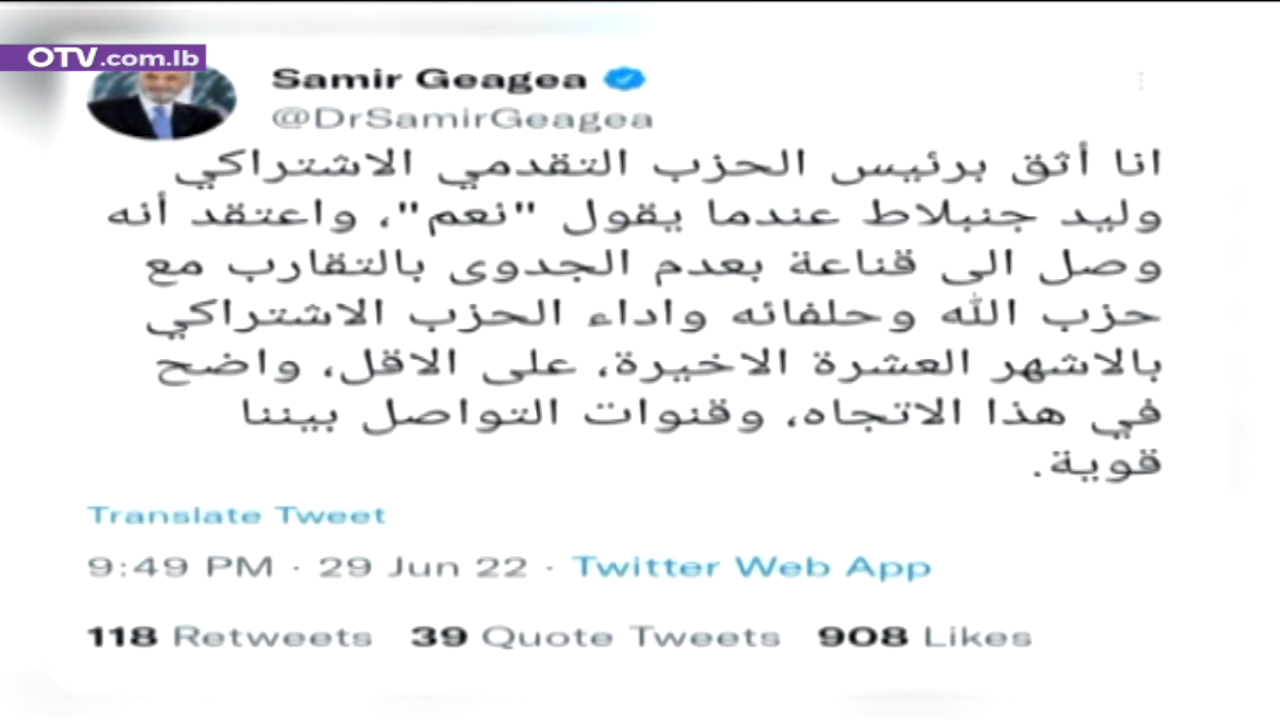 OTV.com.lb
Samir Geagea
@DrSamirGeagea
انا أثق برئيس الحزب التقدمي الاشتراكي
وليد جنبلاط عندما يقول "نعم"، واعتقد أنه
وصل الى قناعة بعدم الجدوى بالتقارب مع
حزب الله وحلفائه واداء الحزب الاشتراكي
بالاشهر العشرة الاخيرة، على الاقل، واضح
في هذا الاتجاه، وقنوات التواصل بيننا
قوية.
Translate Tweet
9:49 PM · 29 Jun 22 · Twitter Web App
118 Retweets 39 Quote Tweets 908 Likes